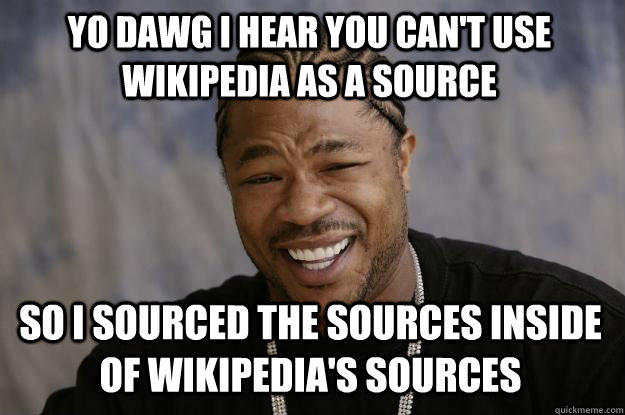 YO DAWG I HEAR YOU CAN'T USE
WIKIPEDIA AS A SOURCE
SO I SOURCED THE SOURCES INSIDE
OF WIKIPEDIA'S SOURCES
quickmeme.com